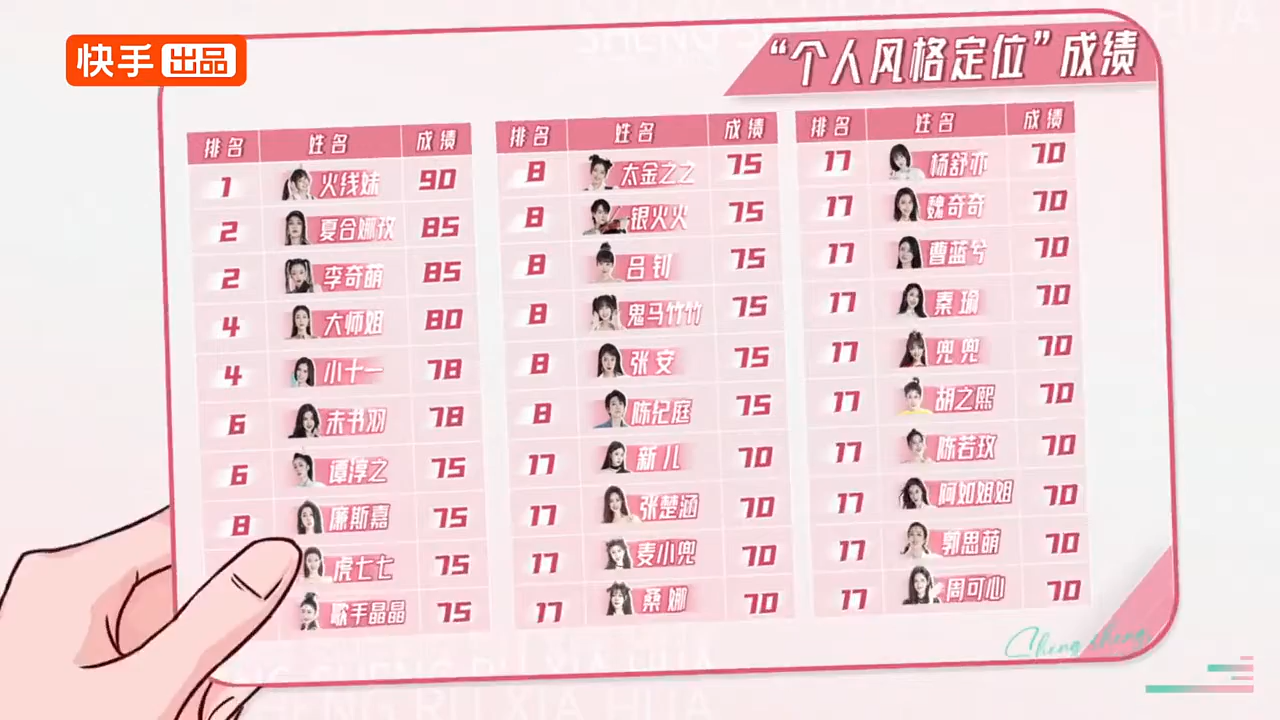 快手出品
“个人风格定位”成绩
排名 姓名 成绩
1 火线妹 90
2 夏合娜孜 85
2 李奇萌 85
4 大师姐 80
4 小十一 78
6 未书羽 78
6 谭淳之 75
8 廉斯嘉 75
虎七七 75
歌手晶晶 75
排名 姓名 成绩
8 太金之之 75
8 银火火 75
8 吕钊 75
8 鬼马竹竹 75
8 张安 75
8 陈纪庭 75
17 新儿 70
17 张楚涵 70
17 麦小兜 70
17 桑娜 70
排名 姓名 成绩
17 杨舒亦 70
17 魏奇奇 70
17 曹蓝兮 70
17 秦瑜 70
17 兜兜 70
17 胡之熙 70
17 陈若玫 70
17 阿如姐姐 70
17 郭思萌 70
17 周可心 70
Sheng sheng
SHENG RU XIA HUA